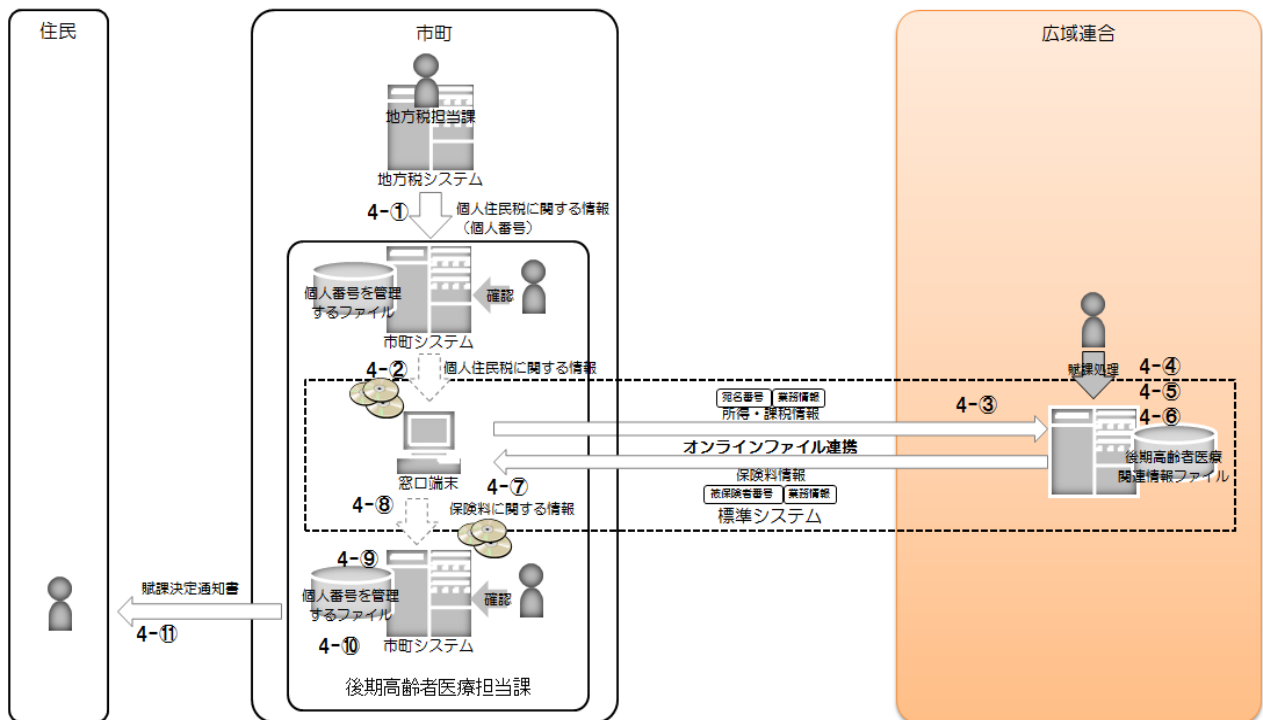 住民
市町
広域連合
地方税担当課
地方税システム
4-①
個人住民税に関する情報
（個人番号）
個人番号を管理
するファイル
確認
市町システム
4-②
個人住民税に関する情報
賦課処理
4-④
4-⑤
4-⑥
宛名番号
業務情報
所得・課税情報
4-③
オンラインファイル連携
後期高齢者医療
関連情報ファイル
窓口端末
4-⑦
保険料情報
被保険者番号
業務情報
標準システム
4-⑧
保険料に関する情報
4-⑨
個人番号を管理
するファイル
確認
4-⑩
市町システム
後期高齢者医療担当課
賦課決定通知書
4-⑪